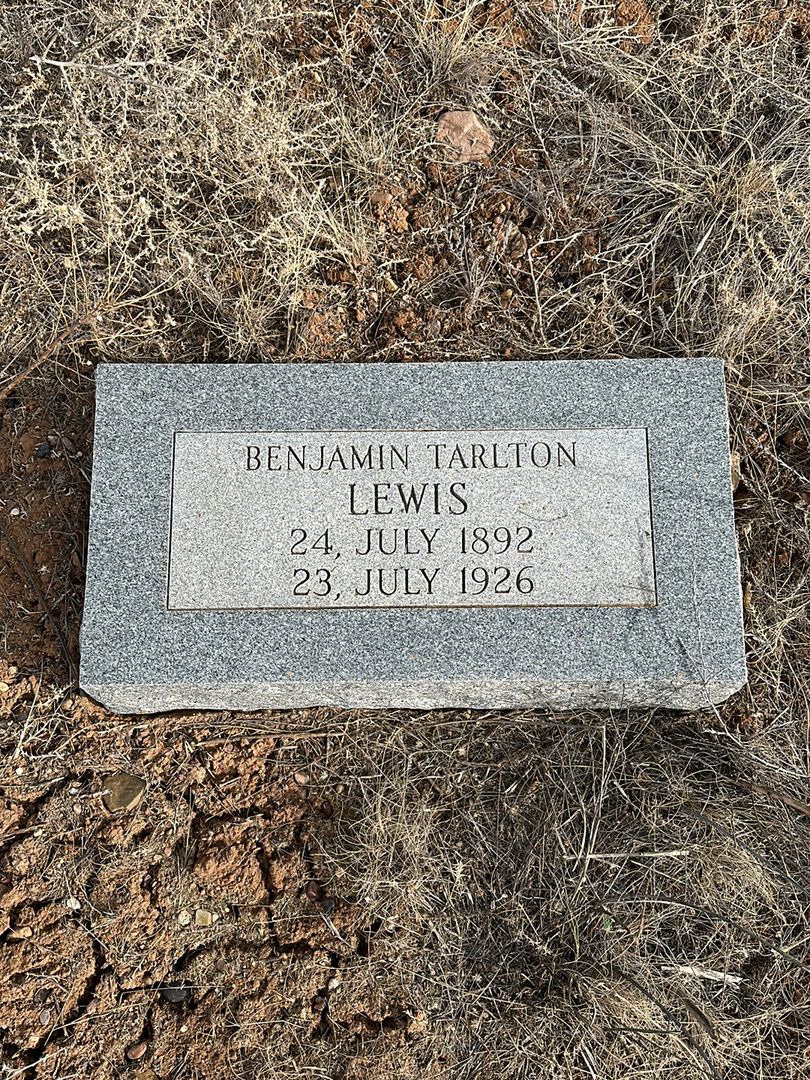 BENJAMIN TARLTON
LEWIS
24, JULY 1892
23, JULY 1926